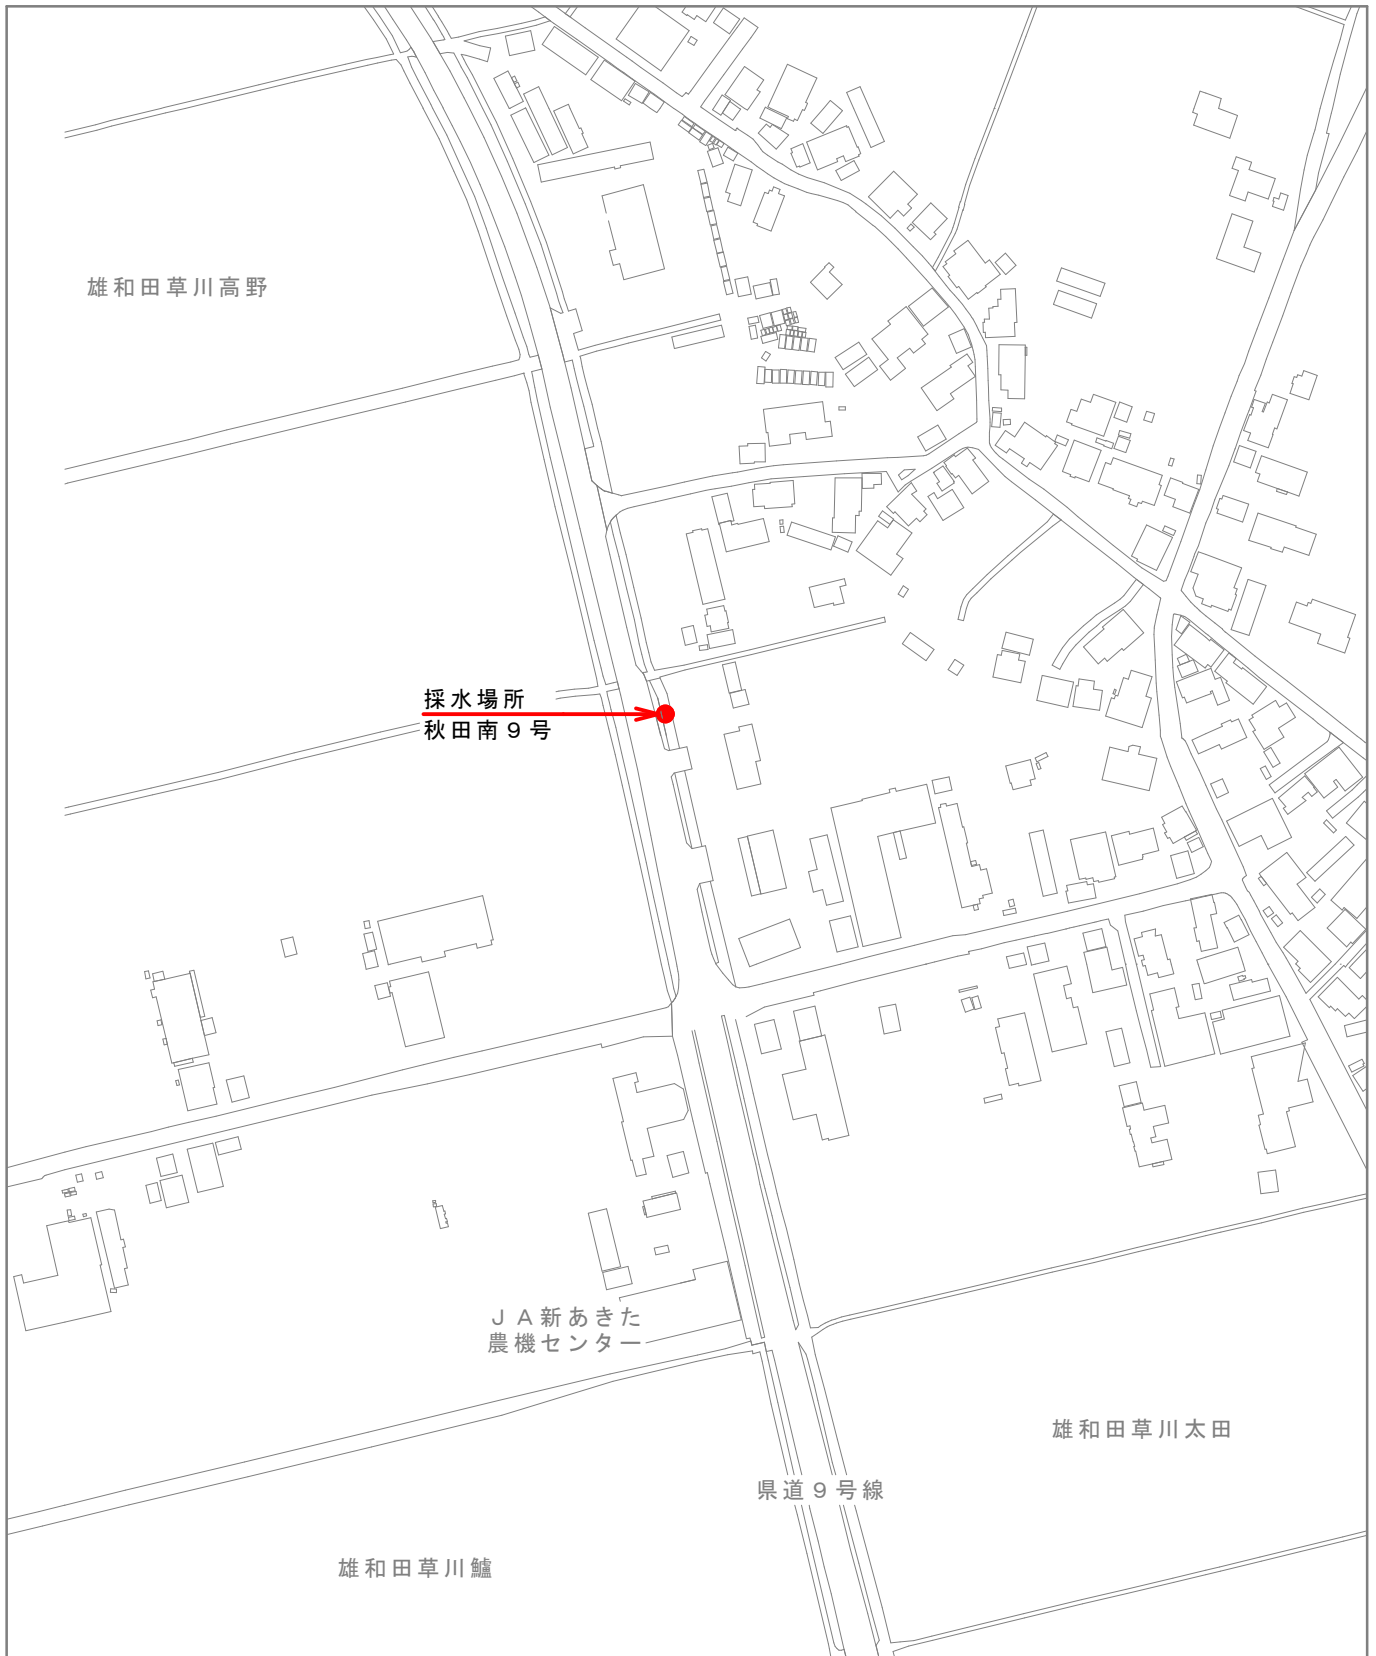 雄和田草川高野
採水場所
秋田南９号
ＪＡ新あきた
農機センター
雄和田草川太田
県道９号線
雄和田草川鱸